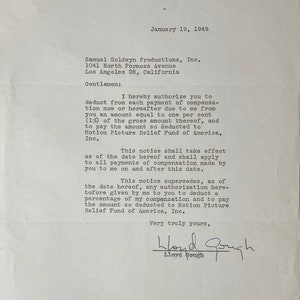 January 19, 1949
Samuel Goldwyn Productions, Inc.
1041 North Formosa Avenue
Los Angeles 28, California
Gentlemen:
I hereby authorize you to
deduct from each payment of compensa-
tion now or hereafter due to me from
you an amount equal to one per cent
(1%) of the gross amount thereof, and
to pay the amount so deducted to
Motion Picture Relief Fund of America,
Inc.
This notice shall take effect
as of the date hereof and shall apply
to all payments of compensation made by
you to me on and after this date.
This notice supersedes, as of
the date hereof, any authorization here-
tofore given by me to you to deduct a
percentage of my compensation and to pay
the amount so deducted to Motion Picture
Relief Fund of America, Inc.
Very truly yours,
Lloyd Gough
Lloyd Gough